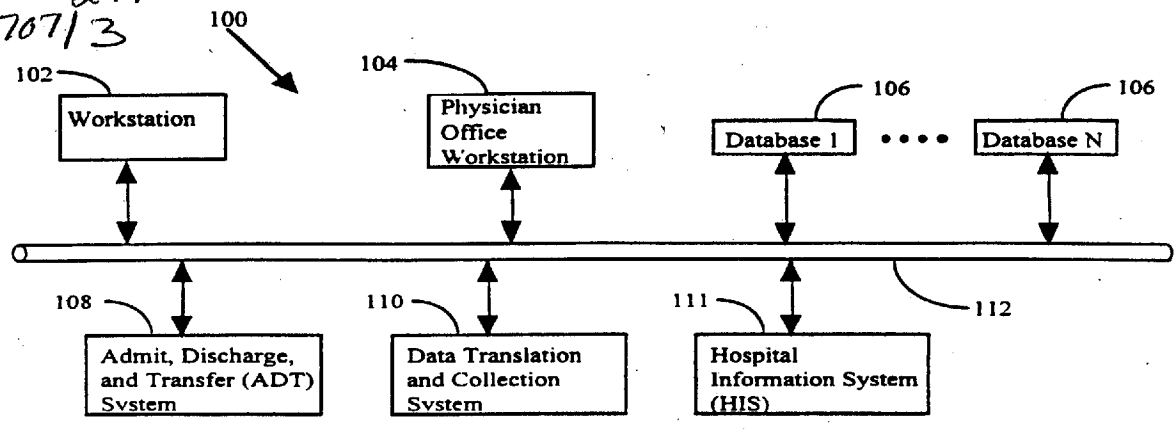 707/3
100
102
Workstation
104
Physician
Office
Workstation
106
Database 1
106
Database N
108
Admit, Discharge,
and Transfer (ADT)
System
110
Data Translation
and Collection
System
111
Hospital
Information System
(HIS)
112